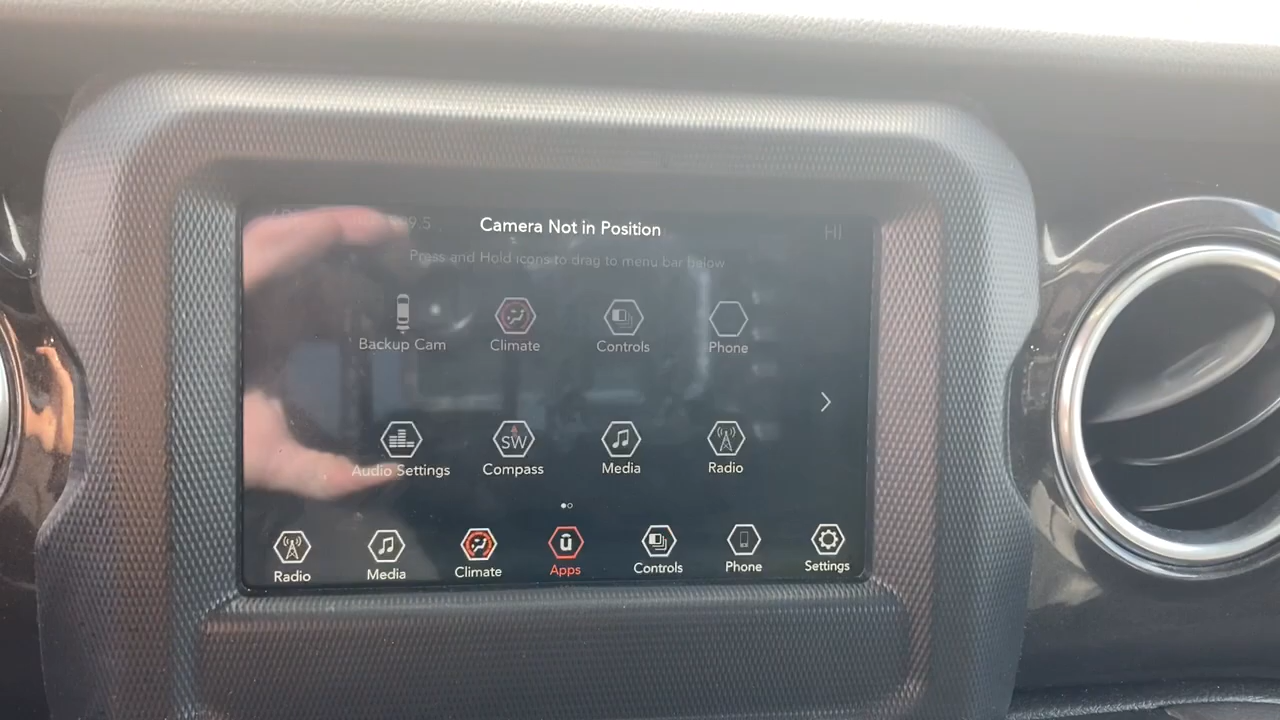 Camera Not in Position
HI
Press and Hold icons to drag to menu bar below
Backup Cam Climate Controls Phone
SW
Audio Settings Compass Media Radio
Radio Media Climate Apps Controls Phone Settings